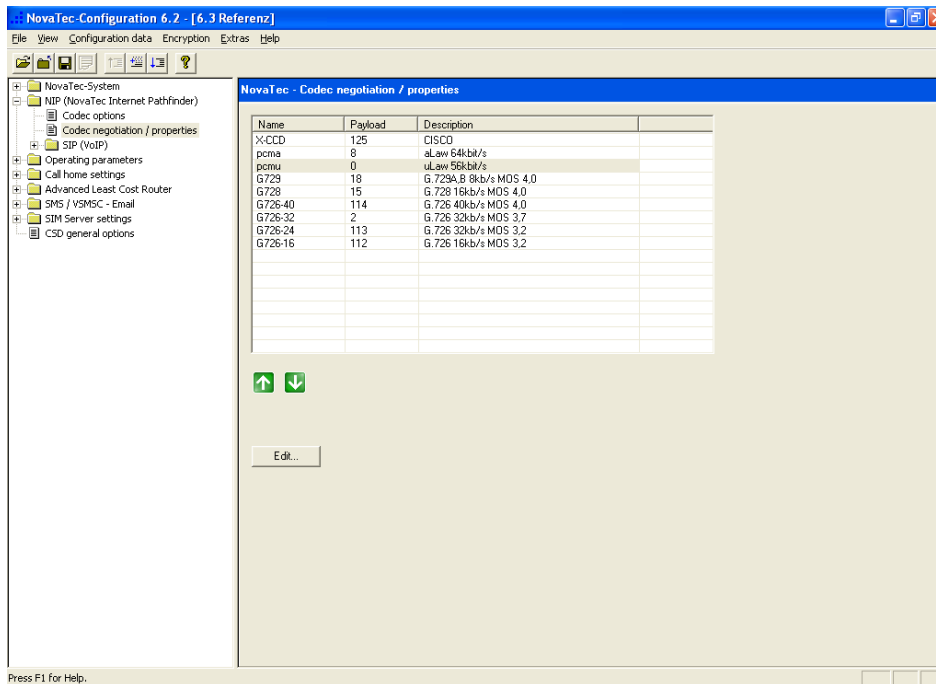 NovaTec-Configuration 6.2 - [6.3 Referenz]
File View Configuration data Encryption Extras Help
NovaTec-System
NIP (NovaTec Internet Pathfinder)
Codec options
Codec negotiation / properties
SIP (VoIP)
Operating parameters
Call home settings
Advanced Least Cost Router
SMS / VSMSC - Email
SIM Server settings
CSD general options
NovaTec - Codec negotiation / properties
Name Payload Description
X-CCD 125 CISCO
pcma 8 aLaw 64kbit/s
pcmu 0 uLaw 56kbit/s
G729 18 G.729A,B 8kb/s MOS 4,0
G728 15 G.728 16kb/s MOS 4,0
G726-40 114 G.726 40kb/s MOS 4,0
G726-32 2 G.726 32kb/s MOS 3,7
G726-24 113 G.726 32kb/s MOS 3,2
G726-16 112 G.726 16kb/s MOS 3,2
Edit...
Press F1 for Help.